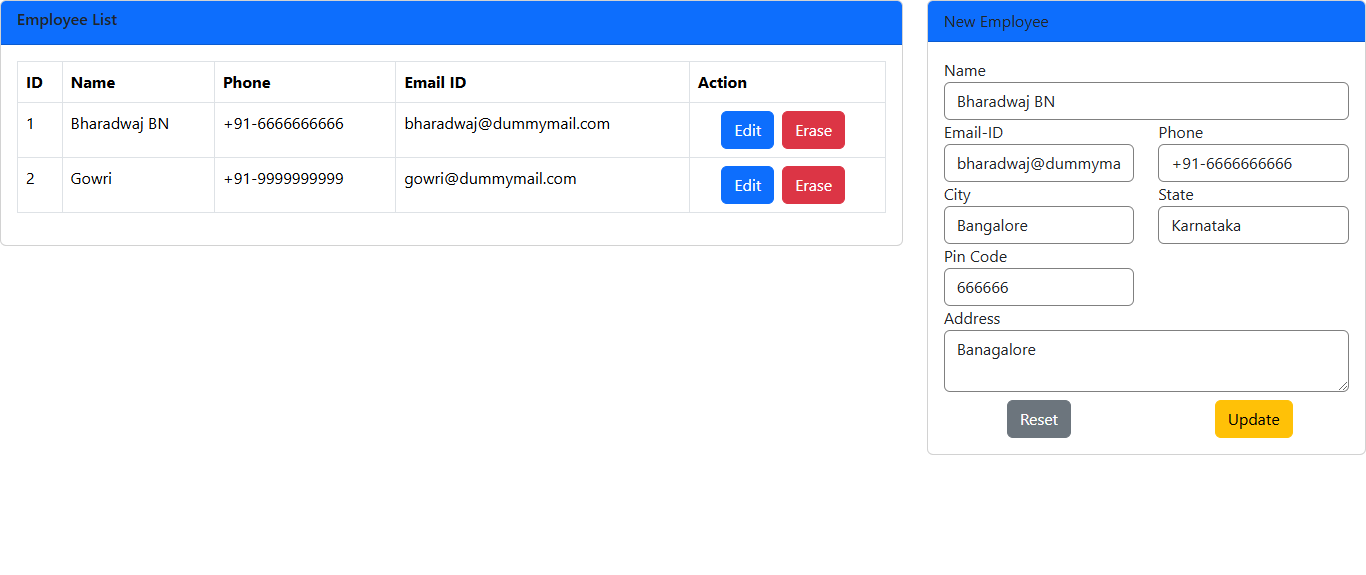 Employee List
ID Name Phone Email ID Action
1 Bharadwaj BN +91-6666666666 bharadwaj@dummymail.com Edit Erase
2 Gowri +91-9999999999 gowri@dummymail.com Edit Erase
New Employee
Name
Bharadwaj BN
Email-ID Phone
bharadwaj@dummyma +91-6666666666
City State
Bangalore Karnataka
Pin Code
666666
Address
Banagalore
Reset Update